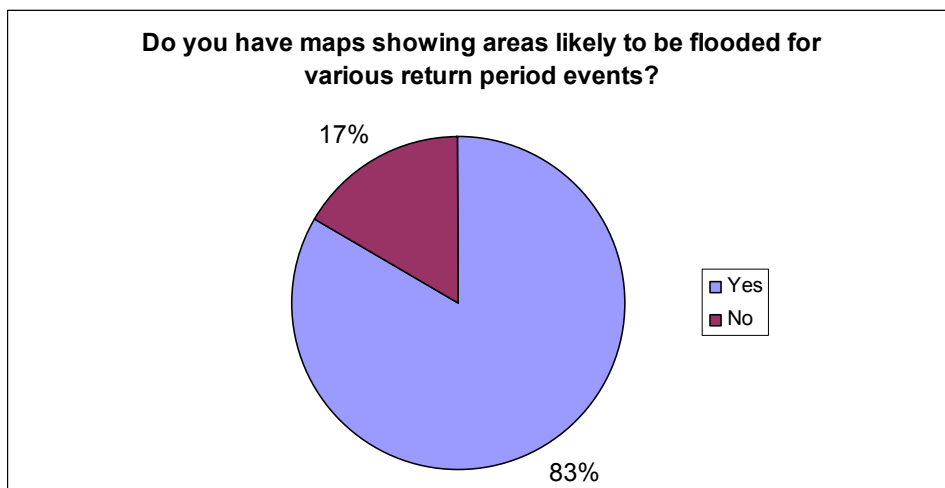 Do you have maps showing areas likely to be flooded for
various return period events?
17%
Yes
No
83%